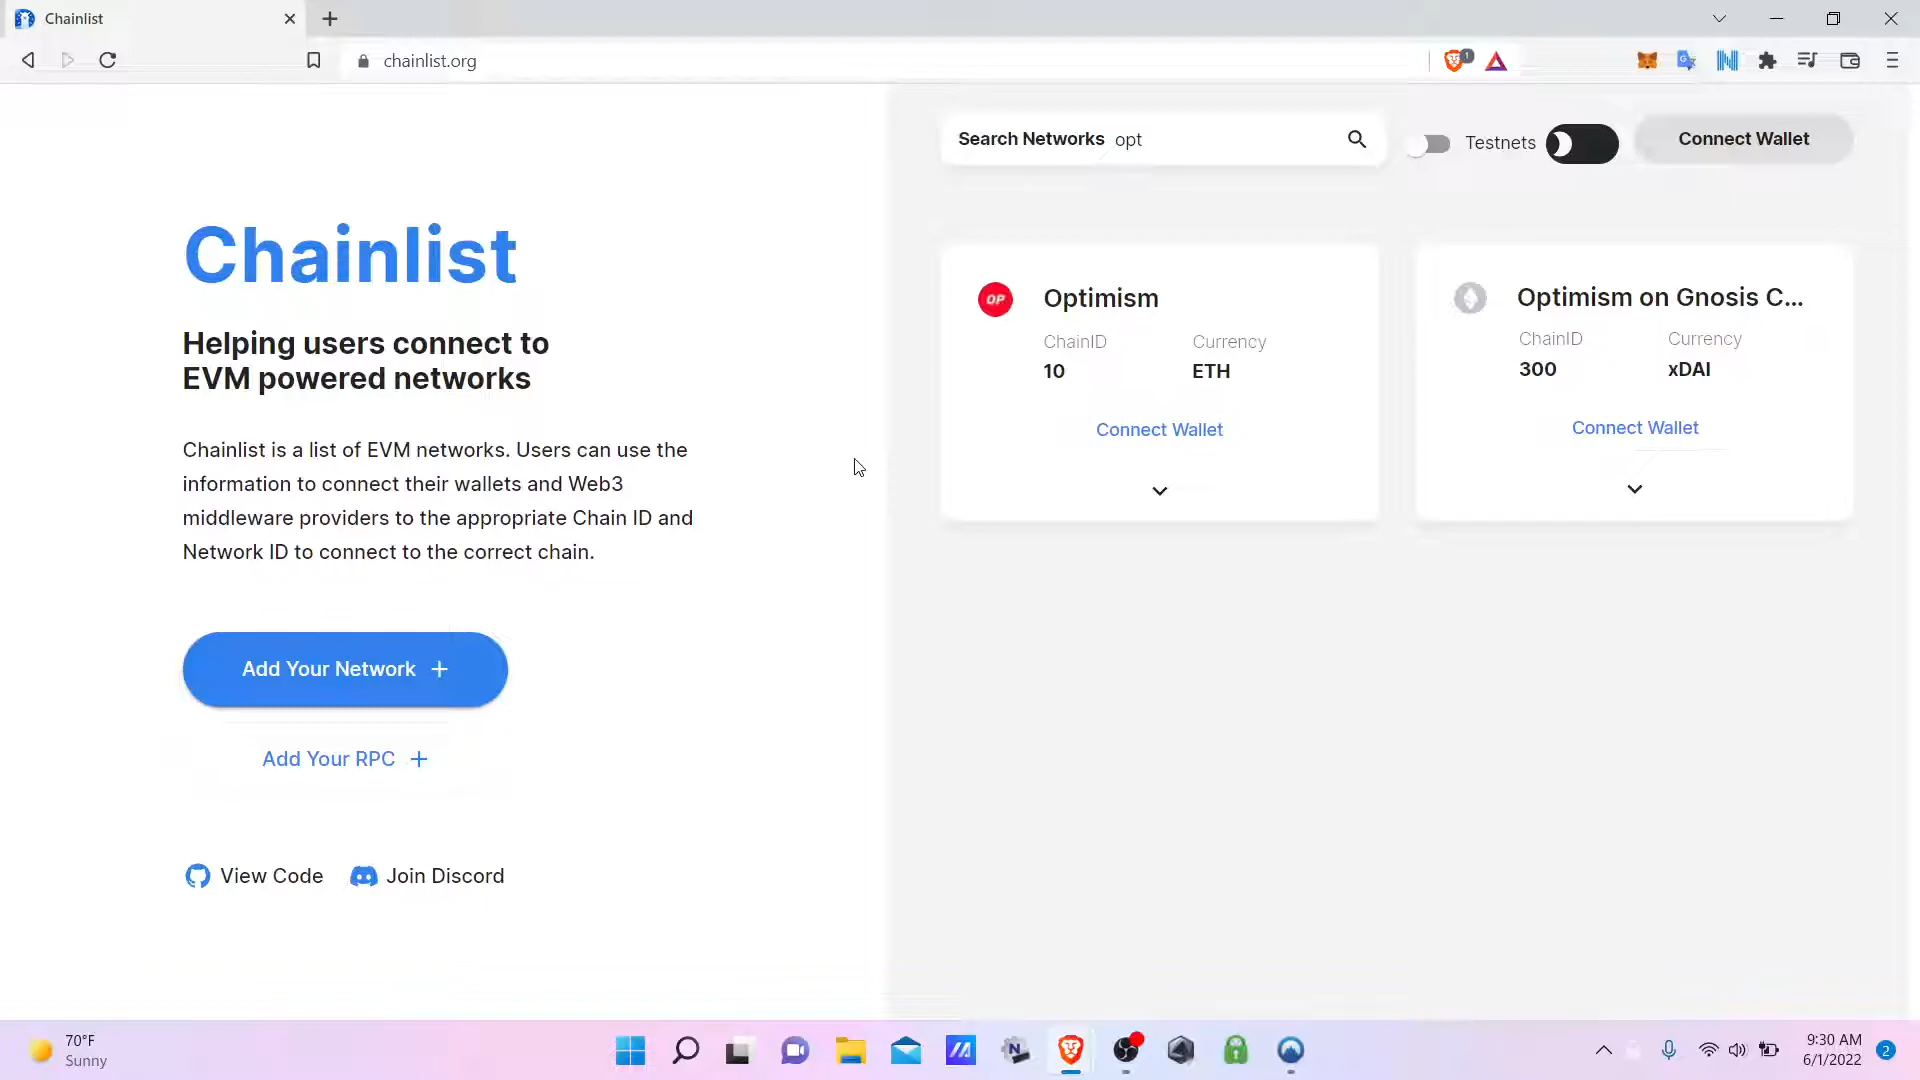 Chainlist
chainlist.org
1
Search Networks opt
Testnets
Connect Wallet
Chainlist
Helping users connect to
EVM powered networks
Chainlist is a list of EVM networks. Users can use the
information to connect their wallets and Web3
middleware providers to the appropriate Chain ID and
Network ID to connect to the correct chain.
Add Your Network +
Add Your RPC +
View Code
Join Discord
OP
Optimism
ChainID
Currency
10
ETH
Connect Wallet
Optimism on Gnosis C...
ChainID
Currency
300
xDAI
Connect Wallet
70°F
Sunny
N
9:30 AM
6/1/2022
2